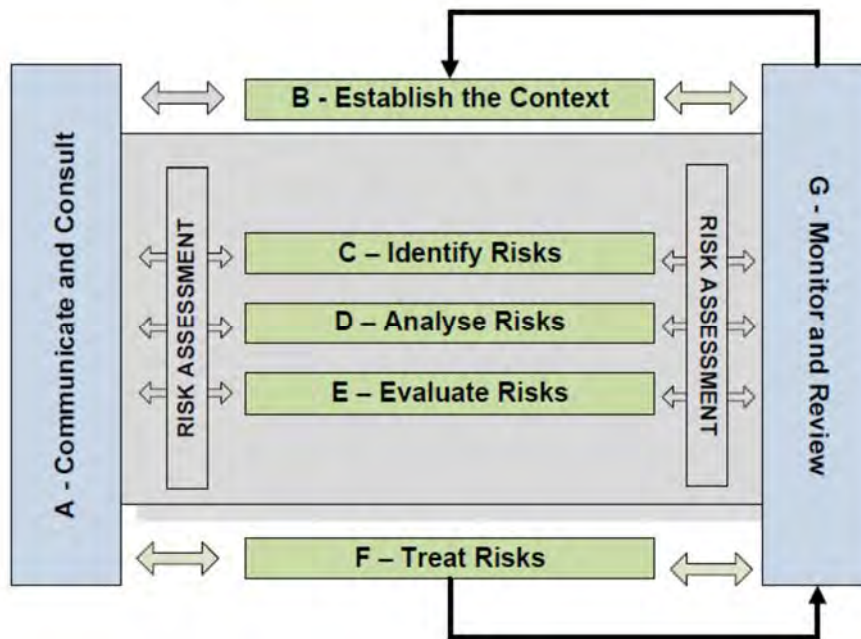 B - Establish the Context
A - Communicate and Consult
RISK ASSESSMENT
C – Identify Risks
D – Analyse Risks
E – Evaluate Risks
RISK ASSESSMENT
G - Monitor and Review
F – Treat Risks